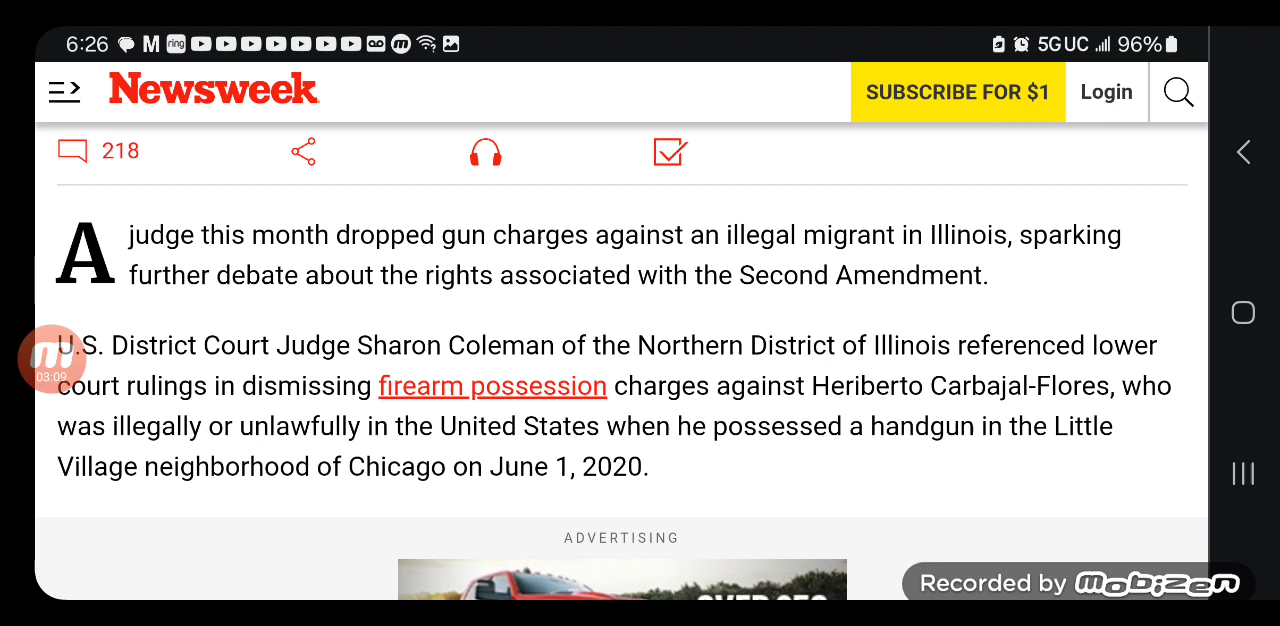 6:26 M ring 5GUC 96%
Newsweek SUBSCRIBE FOR $1 Login
218
A judge this month dropped gun charges against an illegal migrant in Illinois, sparking
further debate about the rights associated with the Second Amendment.
U.S. District Court Judge Sharon Coleman of the Northern District of Illinois referenced lower
court rulings in dismissing firearm possession charges against Heriberto Carbajal-Flores, who
was illegally or unlawfully in the United States when he possessed a handgun in the Little
Village neighborhood of Chicago on June 1, 2020.
03:09
ADVERTISING
Recorded by Mobizen